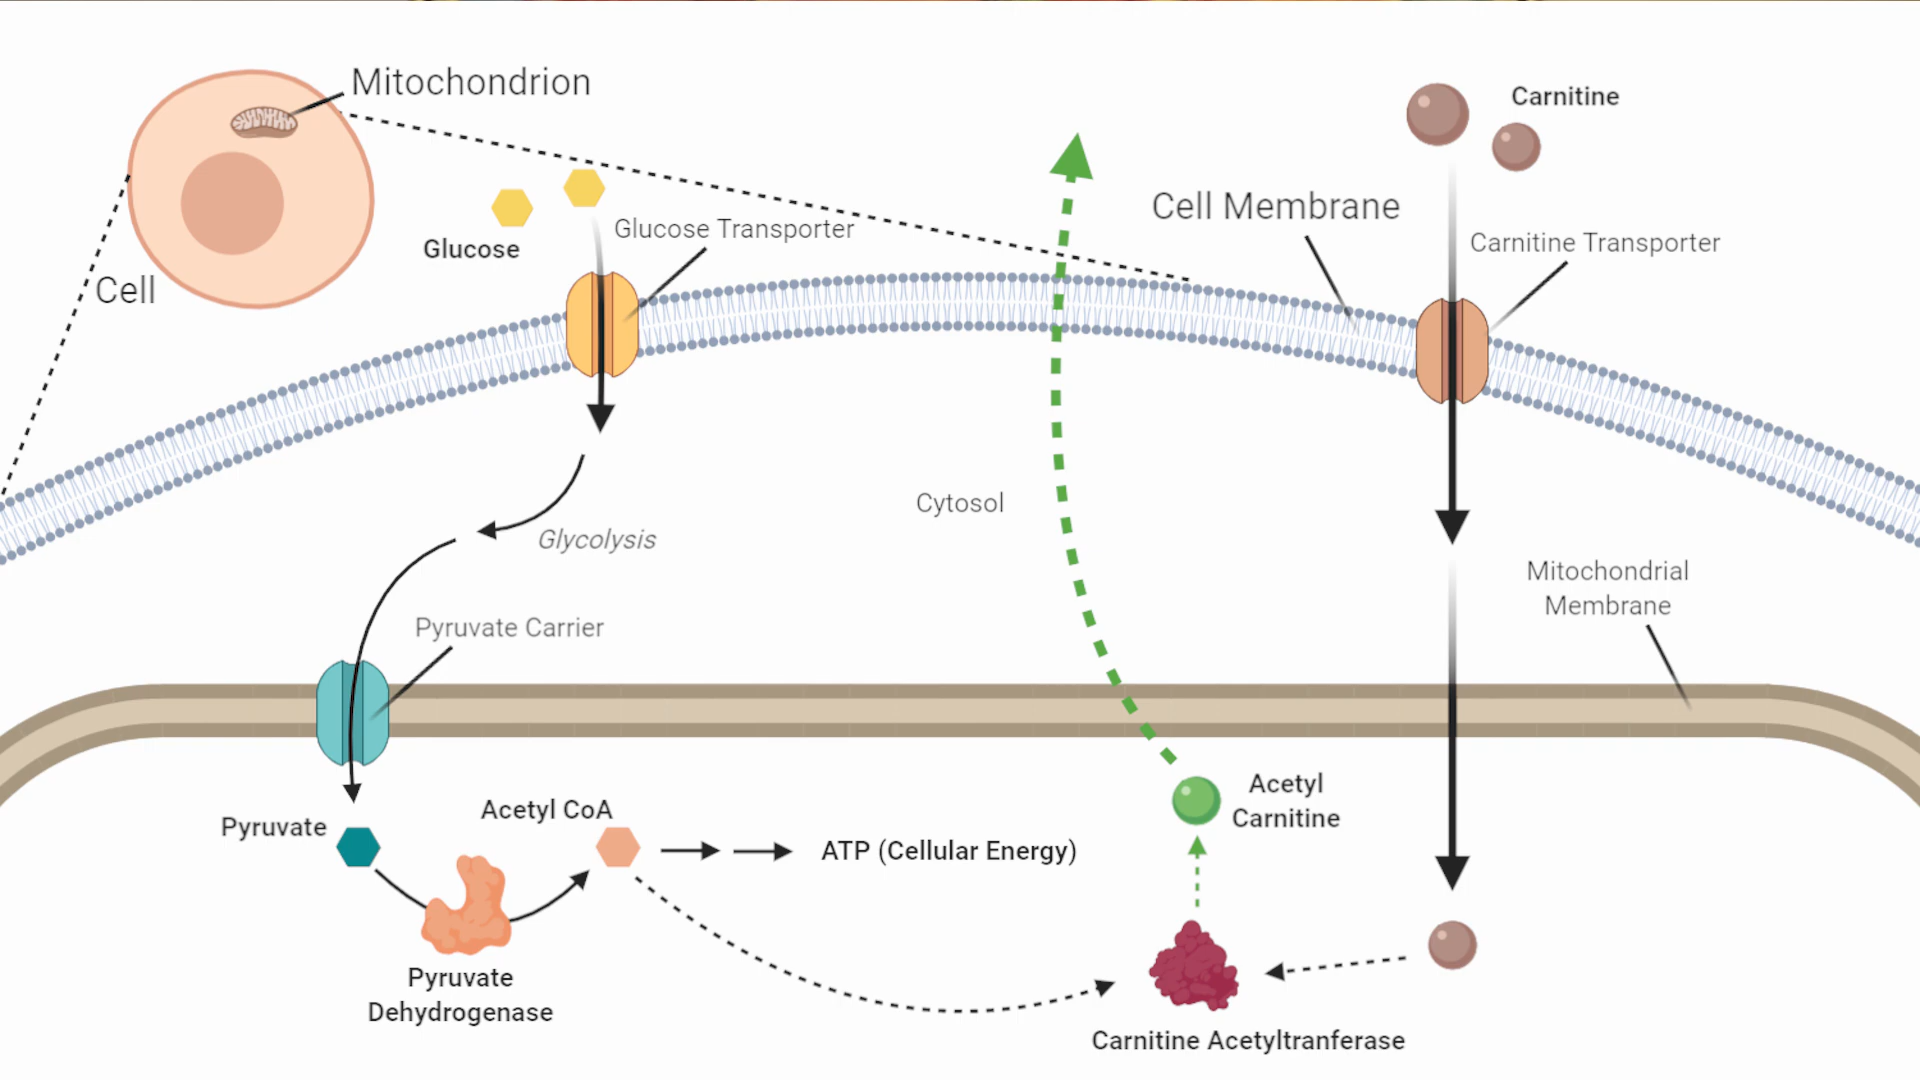 Mitochondrion
Carnitine
Cell Membrane
Glucose Transporter
Carnitine Transporter
Glucose
Cell
Cytosol
Glycolysis
Mitochondrial
Membrane
Pyruvate Carrier
Acetyl
Carnitine
Acetyl CoA
Pyruvate
ATP (Cellular Energy)
Pyruvate
Dehydrogenase
Carnitine Acetyltranferase